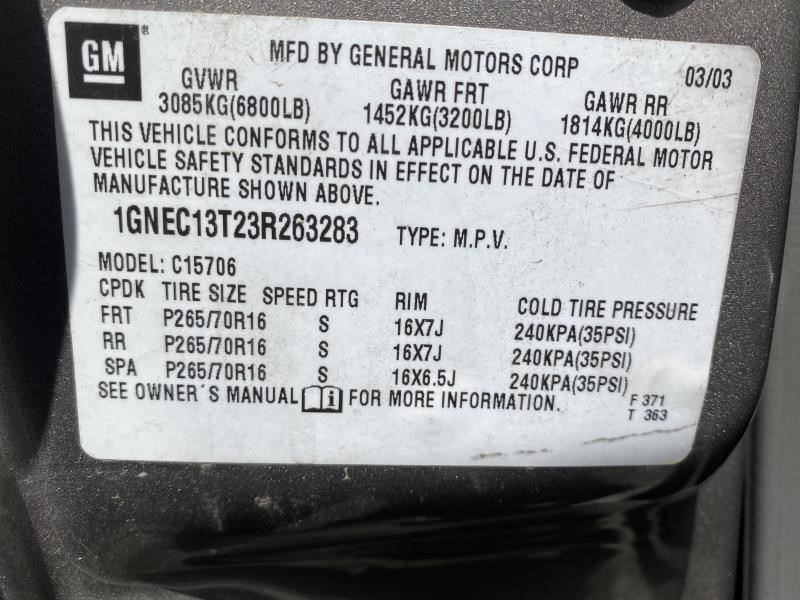 GM ®
MFD BY GENERAL MOTORS CORP 03/03
GVWR GAWR FRT GAWR RR
3085KG(6800LB) 1452KG(3200LB) 1814KG(4000LB)
THIS VEHICLE CONFORMS TO ALL APPLICABLE U.S. FEDERAL MOTOR
VEHICLE SAFETY STANDARDS IN EFFECT ON THE DATE OF
MANUFACTURE SHOWN ABOVE.
1GNEC13T23R263283 TYPE: M.P.V.
MODEL: C15706
CPDK TIRE SIZE SPEED RTG RIM COLD TIRE PRESSURE
FRT P265/70R16 S 16X7J 240KPA(35PSI)
RR P265/70R16 S 16X7J 240KPA(35PSI)
SPA P265/70R16 S 16X6.5J 240KPA(35PSI)
SEE OWNER´S MANUAL i FOR MORE INFORMATION.
F 371
T 363